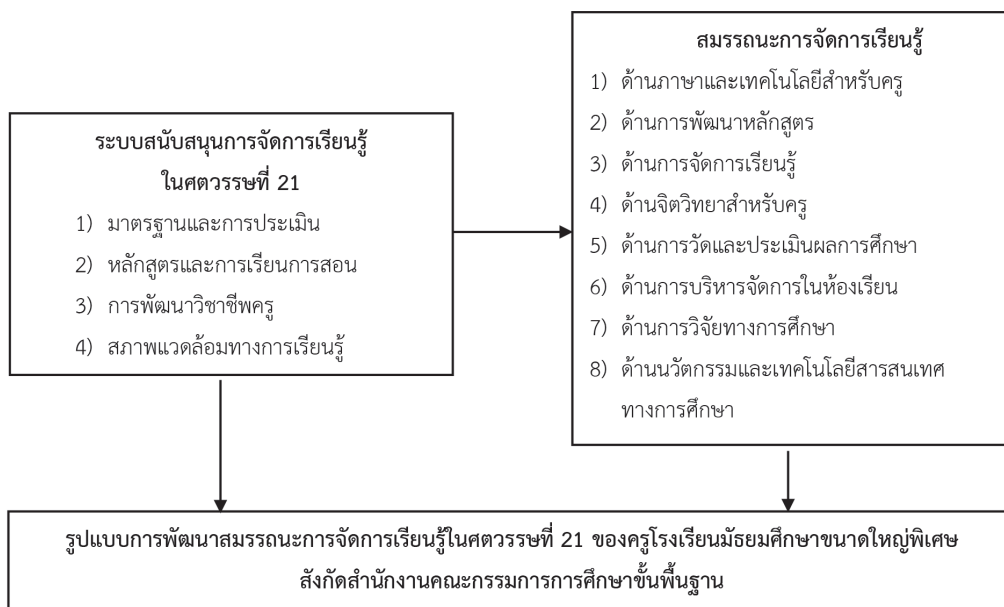 ระบบสนับสนุนการจัดการเรียนรู้
ในศตวรรษที่ 21
1) มาตรฐานและการประเมิน
2) หลักสูตรและการเรียนการสอน
3) การพัฒนาวิชาชีพครู
4) สภาพแวดล้อมทางการเรียนรู้
สมรรถนะการจัดการเรียนรู้
1) ด้านภาษาและเทคโนโลยีสำหรับครู
2) ด้านการพัฒนาหลักสูตร
3) ด้านการจัดการเรียนรู้
4) ด้านจิตวิทยาสำหรับครู
5) ด้านการวัดและประเมินผลการศึกษา
6) ด้านการบริหารจัดการในห้องเรียน
7) ด้านการวิจัยทางการศึกษา
8) ด้านนวัตกรรมและเทคโนโลยีสารสนเทศ
ทางการศึกษา
รูปแบบการพัฒนาสมรรถนะการจัดการเรียนรู้ในศตวรรษที่ 21 ของครูโรงเรียนมัธยมศึกษาขนาดใหญ่พิเศษ
สังกัดสำนักงานคณะกรรมการการศึกษาขั้นพื้นฐาน